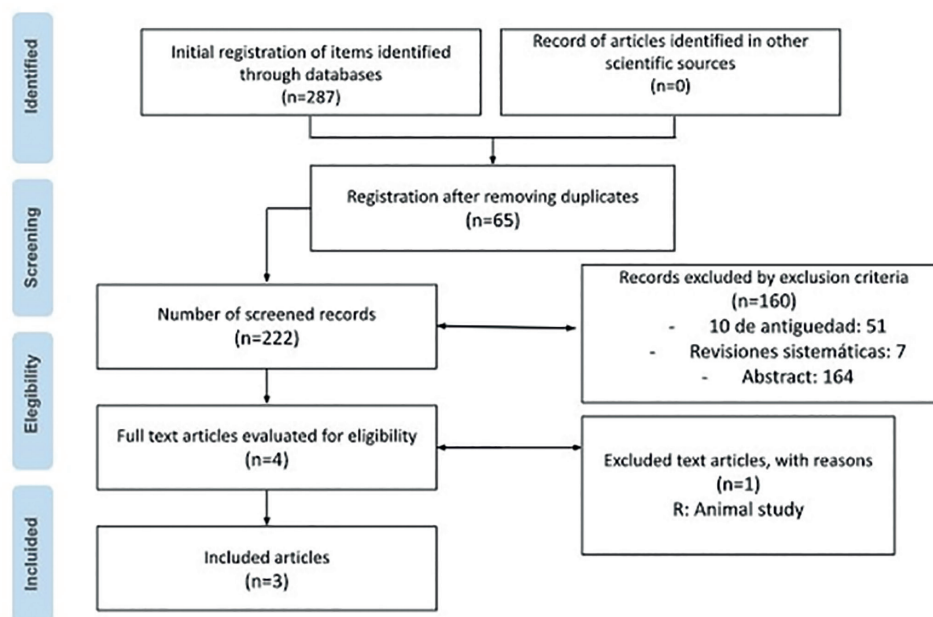 Identified
Initial registration of items identified
through databases
(n=287)
Record of articles identified in other
scientific sources
(n=0)
Screening
Registration after removing duplicates
(n=65)
Number of screened records
(n=222)
Records excluded by exclusion criteria
(n=160)
- 10 de antiguedad: 51
- Revisiones sistemáticas: 7
- Abstract: 164
Elegibility
Full text articles evaluated for eligibility
(n=4)
Excluded text articles, with reasons
(n=1)
R: Animal study
Incluided
Included articles
(n=3)